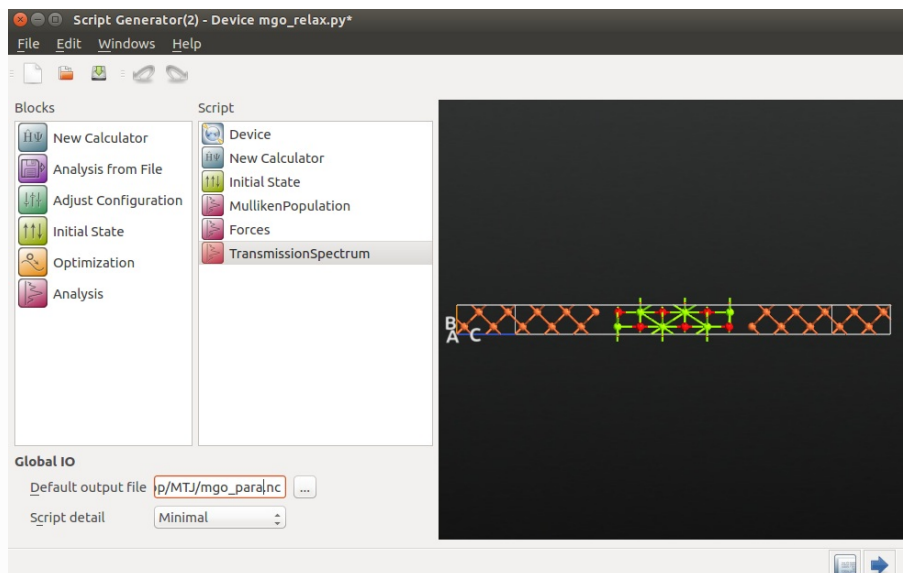 Script Generator(2) - Device mgo_relax.py*
File Edit Windows Help
Blocks
New Calculator
Analysis from File
Adjust Configuration
Initial State
Optimization
Analysis
Script
Device
New Calculator
Initial State
MullikenPopulation
Forces
TransmissionSpectrum
B
A C
Global IO
Default output file p/MTJ/mgo_para.nc ...
Script detail Minimal